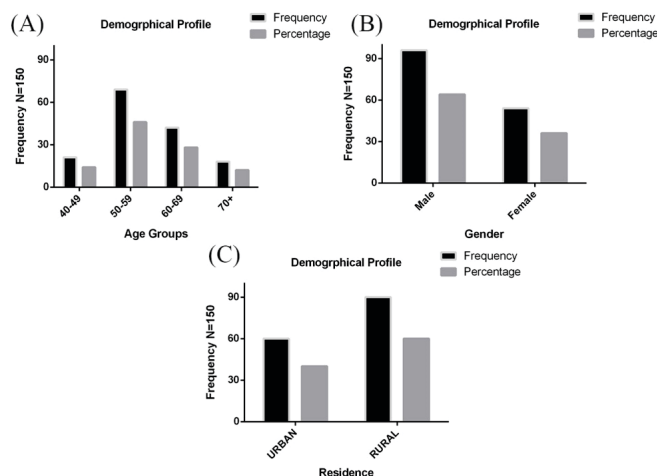 (A)
Demogrphical Profile
Frequency
Percentage
Frequency N=150
90
60
30
0
40-49
50-59
60-69
70+
Age Groups
(B)
Demogrphical Profile
Frequency
Percentage
Frequency N=150
90
60
30
0
Male
Female
Gender
(C)
Demogrphical Profile
Frequency
Percentage
Frequency N=150
90
60
30
0
URBAN
RURAL
Residence